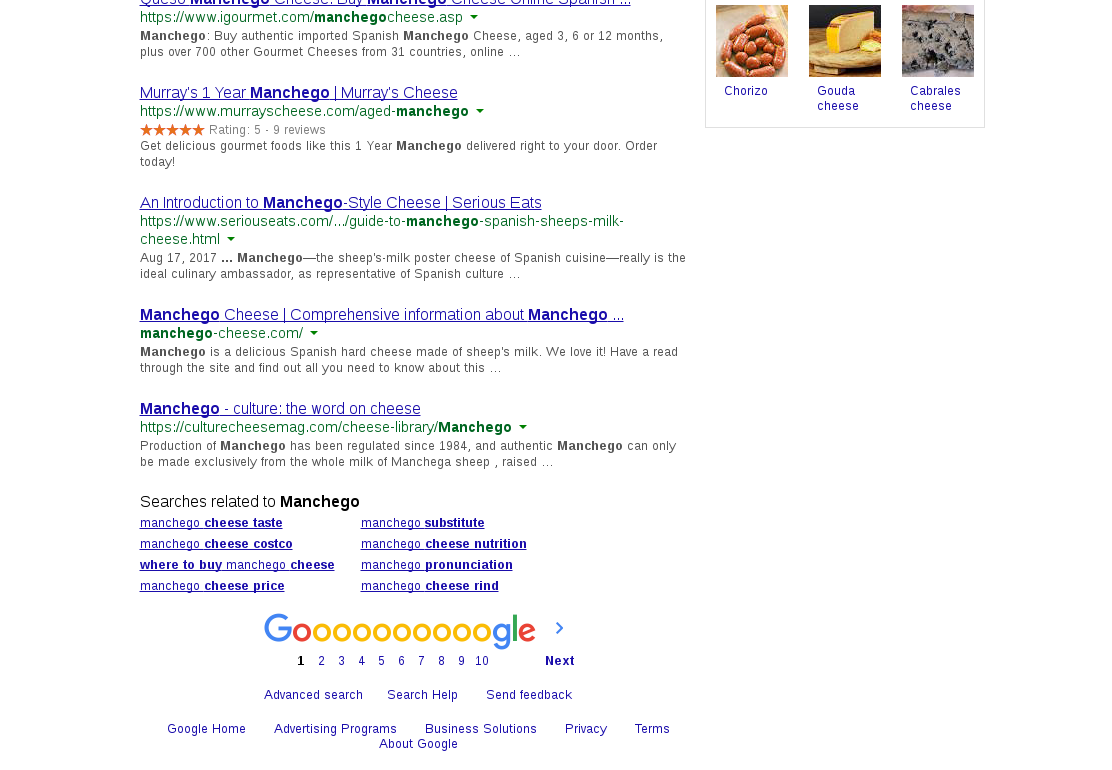 Queso Manchego Cheese: Buy Manchego Cheese Online Spanish ...
https://www.igourmet.com/manchegocheese.asp
Manchego: Buy authentic imported Spanish Manchego Cheese, aged 3, 6 or 12 months,
plus over 700 other Gourmet Cheeses from 31 countries, online ...
Murray's 1 Year Manchego | Murray's Cheese
https://www.murrayscheese.com/aged-manchego
Rating: 5 - 9 reviews
Get delicious gourmet foods like this 1 Year Manchego delivered right to your door. Order
today!
An Introduction to Manchego-Style Cheese | Serious Eats
https://www.seriouseats.com/.../guide-to-manchego-spanish-sheeps-milk-
cheese.html
Aug 17, 2017 ... Manchego—the sheep's-milk poster cheese of Spanish cuisine—really is the
ideal culinary ambassador, as representative of Spanish culture ...
Manchego Cheese | Comprehensive information about Manchego ...
manchego-cheese.com/
Manchego is a delicious Spanish hard cheese made of sheep's milk. We love it! Have a read
through the site and find out all you need to know about this ...
Manchego - culture: the word on cheese
https://culturecheesemag.com/cheese-library/Manchego
Production of Manchego has been regulated since 1984, and authentic Manchego can only
be made exclusively from the whole milk of Manchega sheep , raised ...
Chorizo
Gouda
cheese
Cabrales
cheese
Searches related to Manchego
manchego cheese taste
manchego substitute
manchego cheese costco
manchego cheese nutrition
where to buy manchego cheese
manchego pronunciation
manchego cheese price
manchego cheese rind
Goooooooooogle
1 2 3 4 5 6 7 8 9 10 Next
Advanced search Search Help Send feedback
Google Home Advertising Programs Business Solutions Privacy Terms
About Google